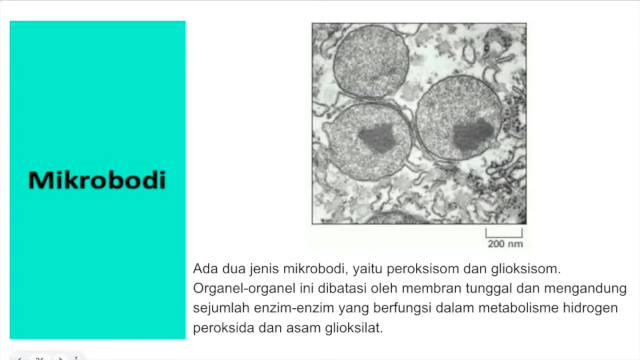 Mikrobodi
200 nm
Ada dua jenis mikrobodi, yaitu peroksisom dan glioksisom.
Organel-organel ini dibatasi oleh membran tunggal dan mengandung
sejumlah enzim-enzim yang berfungsi dalam metabolisme hidrogen
peroksida dan asam glioksilat.